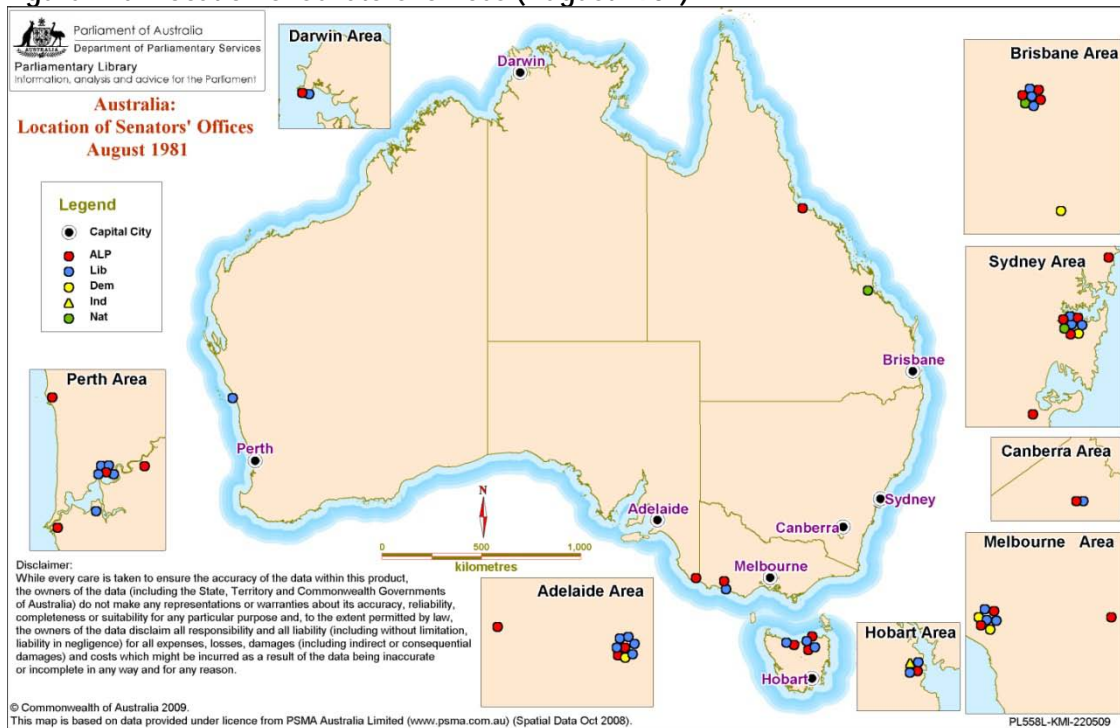 Parliament of Australia
Department of Parliamentary Services
AUSTRALIA
Parliamentary Library
Information, analysis and advice for the Parliament
Australia:
Location of Senators' Offices
August 1981
Legend
Capital City
ALP
Lib
Dem
Ind
Nat
Darwin Area
Darwin
Brisbane Area
Sydney Area
Brisbane
Perth Area
Perth
Canberra Area
Sydney
Adelaide
Canberra
N
0 500 1,000
kilometres
Melbourne
Melbourne Area
Adelaide Area
Hobart Area
Hobart
Disclaimer:
While every care is taken to ensure the accuracy of the data within this product,
the owners of the data (including the State, Territory and Commonwealth Governments
of Australia) do not make any representations or warranties about its accuracy, reliability,
completeness or suitability for any particular purpose and, to the extent permitted by law,
the owners of the data disclaim all responsibility and all liability (including without limitation,
liability in negligence) for all expenses, losses, damages (including indirect or consequential
damages) and costs which might be incurred as a result of the data being inaccurate
or incomplete in any way and for any reason.
© Commonwealth of Australia 2009.
This map is based on data provided under licence from PSMA Australia Limited (www.psma.com.au) (Spatial Data Oct 2008).
PL558L-KMI-220509